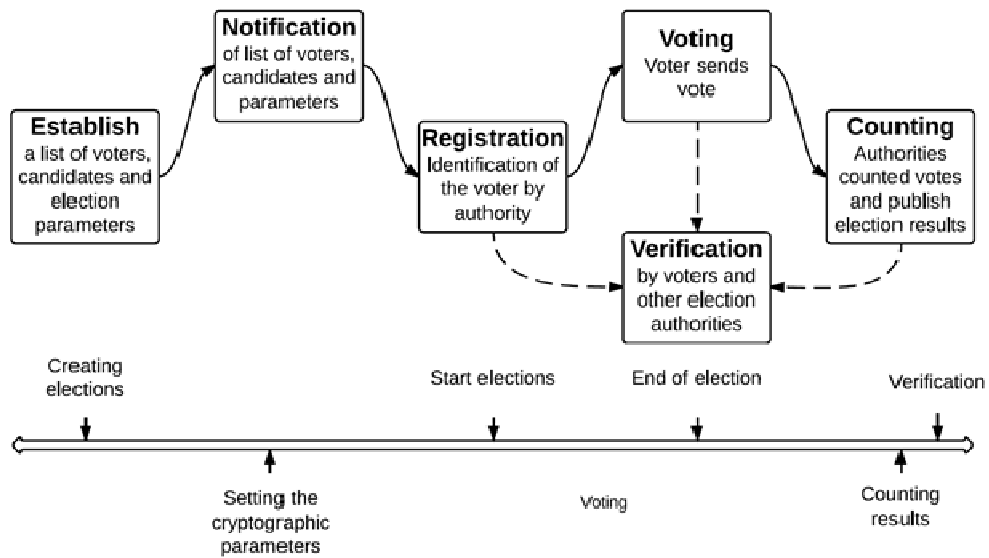 Notification
of list of voters,
candidates and
parameters
Voting
Voter sends
vote
Establish
a list of voters,
candidates and
election
parameters
Registration
Identification of
the voter by
authority
Counting
Authorities
counted votes
and publish
election results
Verification
by voters and
other election
authorities
Creating
elections
Start elections
End of election
Verification
Setting the
cryptographic
parameters
Voting
Counting
results